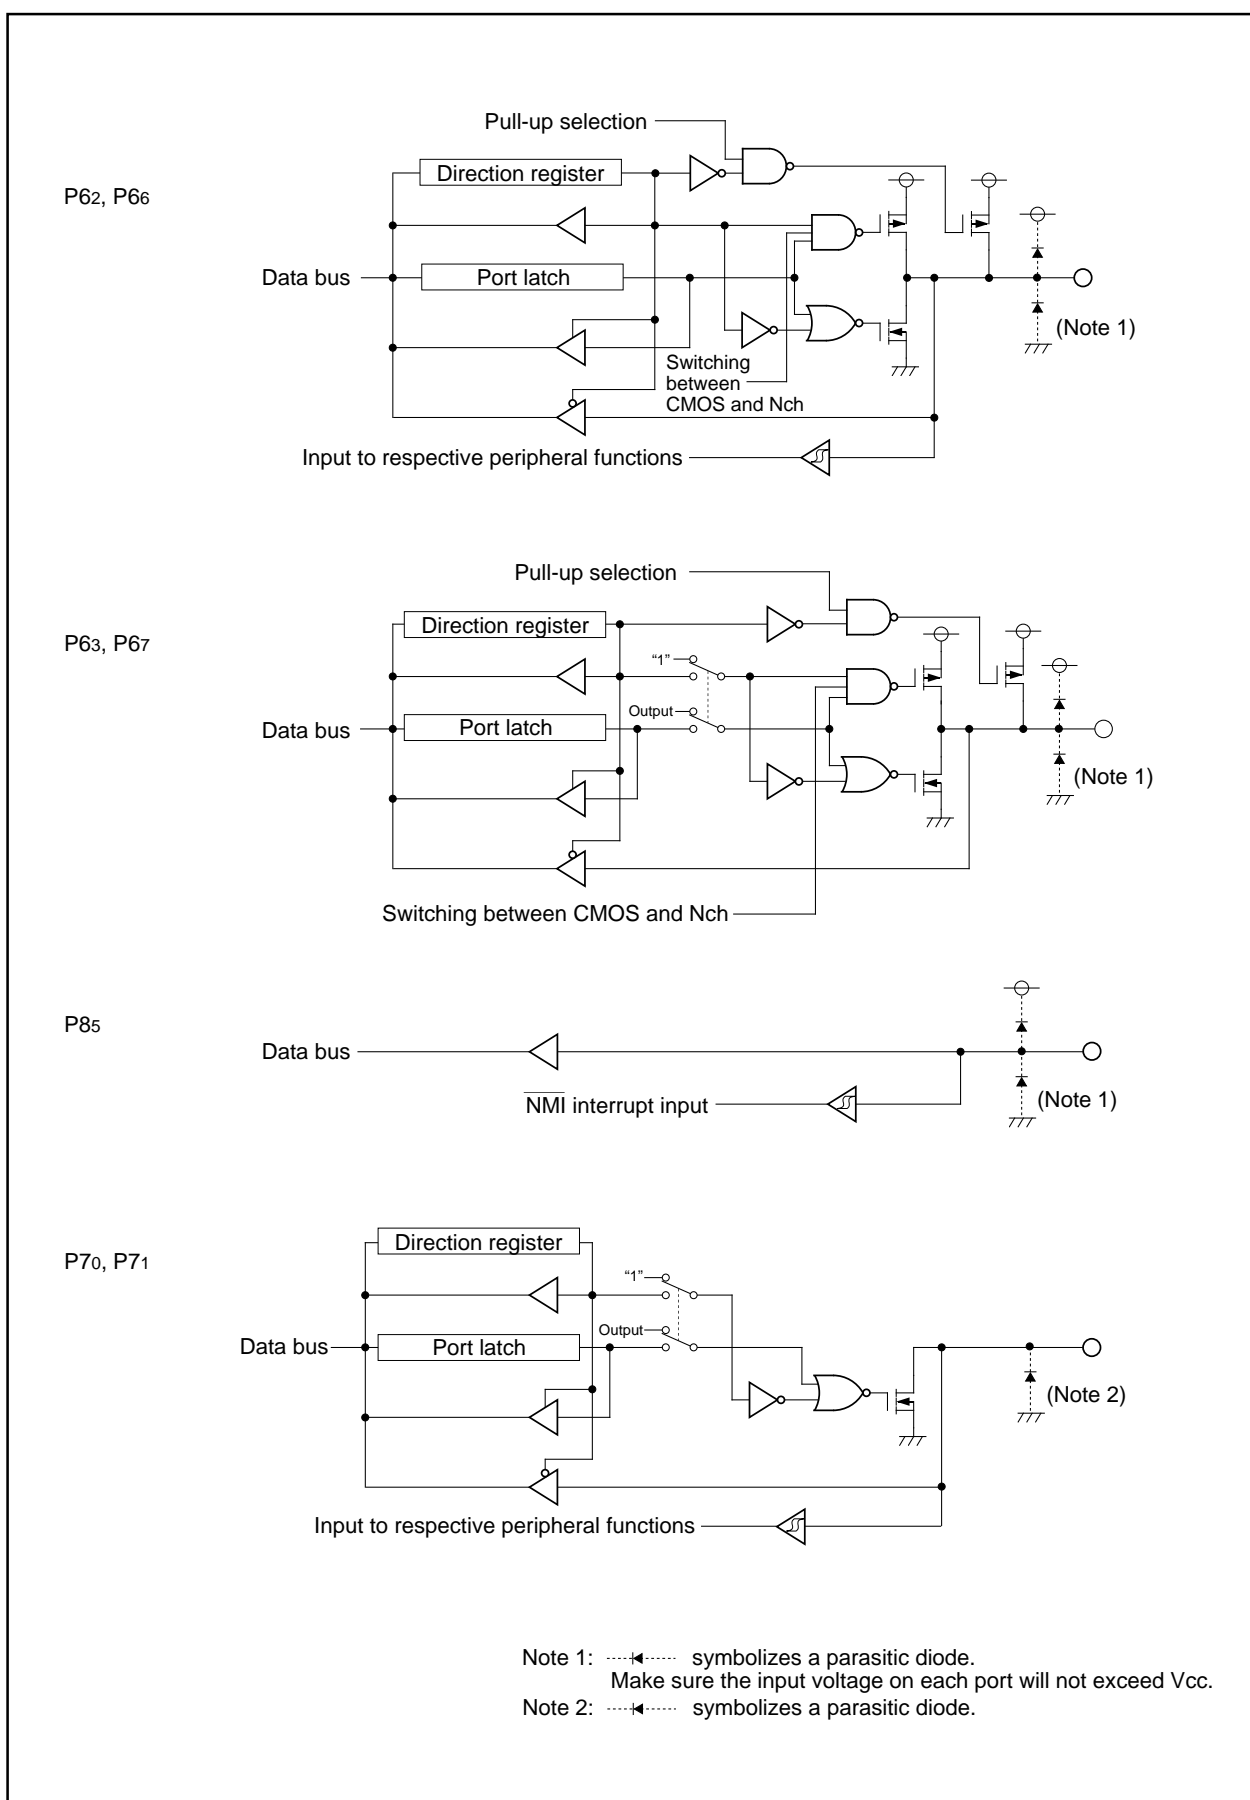 Pull-up selection
Direction register
P62, P66
Data bus
Port latch
(Note 1)
Switching
between
CMOS and Nch
Input to respective peripheral functions
Pull-up selection
Direction register
P63, P67
“1”
Output
Data bus
Port latch
(Note 1)
Switching between CMOS and Nch
P85
Data bus
NMI interrupt input
(Note 1)
Direction register
P70, P71
“1”
Output
Data bus
Port latch
(Note 2)
Input to respective peripheral functions
Note 1: symbolizes a parasitic diode.
Make sure the input voltage on each port will not exceed Vcc.
Note 2: symbolizes a parasitic diode.